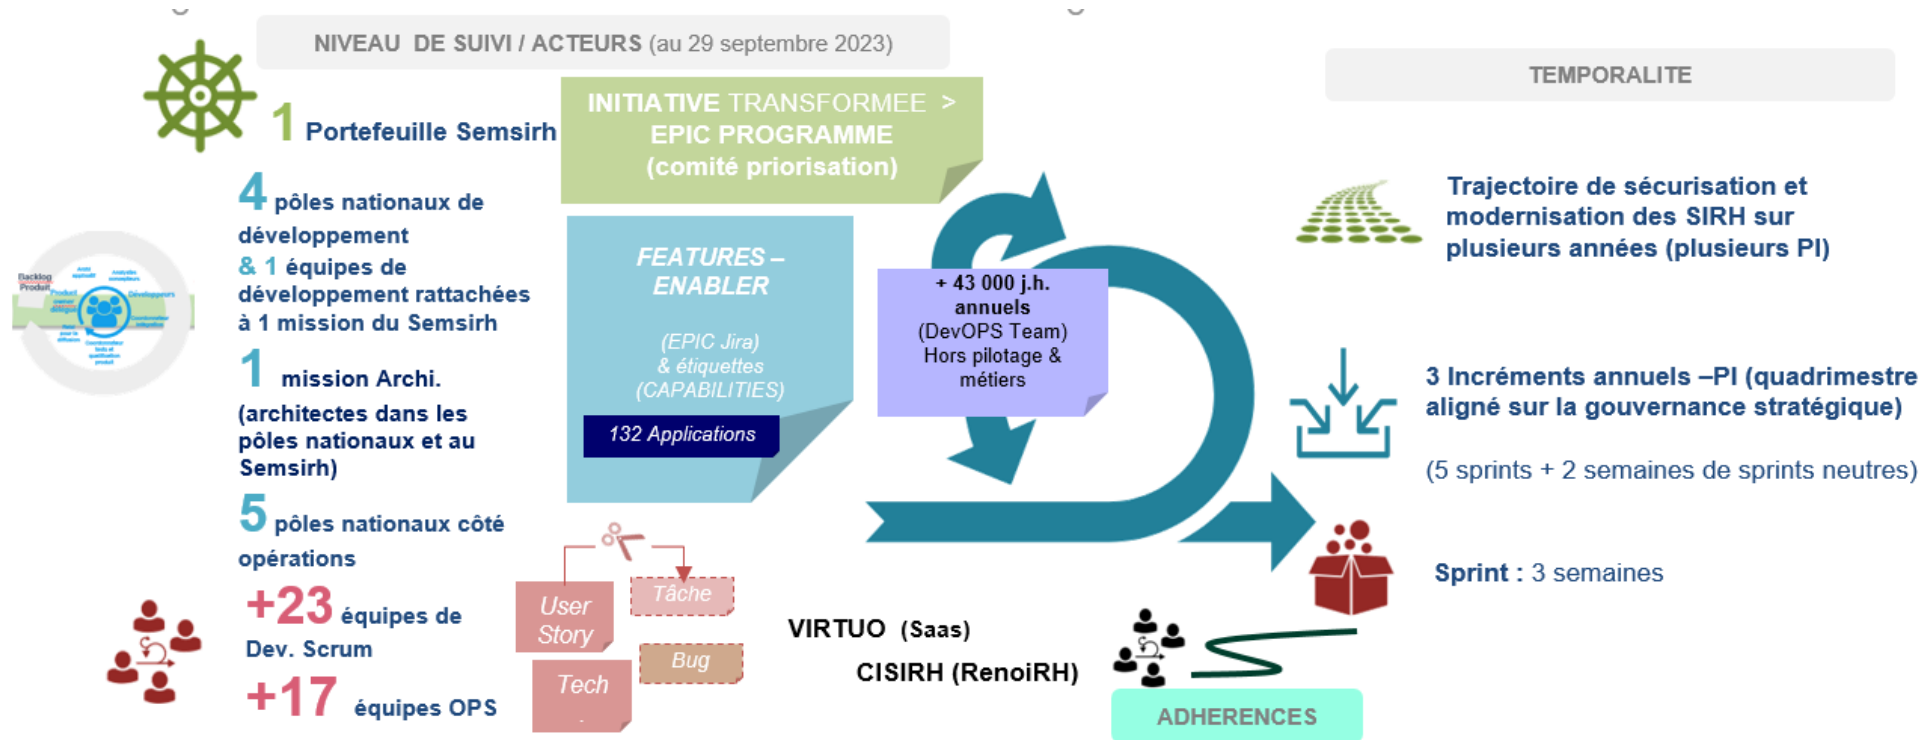 NIVEAU DE SUIVI / ACTEURS (au 29 septembre 2023)
TEMPORALITE
1 Portefeuille Semsirh
INITIATIVE TRANSFORMEE >
EPIC PROGRAMME
(comité priorisation)
4 pôles nationaux de
développement
& 1 équipes de
développement rattachées
à 1 mission du Semsirh
1 mission Archi.
(architectes dans les
pôles nationaux et au
Semsirh)
5 pôles nationaux côté
opérations
+23 équipes de
Dev. Scrum
+17 équipes OPS
Backlog
Produit
Développeurs
FEATURES –
ENABLER
(EPIC Jira)
& étiquettes
(CAPABILITIES)
132 Applications
+ 43 000 j.h.
annuels
(DevOPS Team)
Hors pilotage &
métiers
User
Story
Tâche
Bug
Tech
.
VIRTUO (Saas)
CISIRH (RenoiRH)
ADHERENCES
Trajectoire de sécurisation et
modernisation des SIRH sur
plusieurs années (plusieurs PI)
3 Incréments annuels –PI (quadrimestre
aligné sur la gouvernance stratégique)
(5 sprints + 2 semaines de sprints neutres)
Sprint : 3 semaines